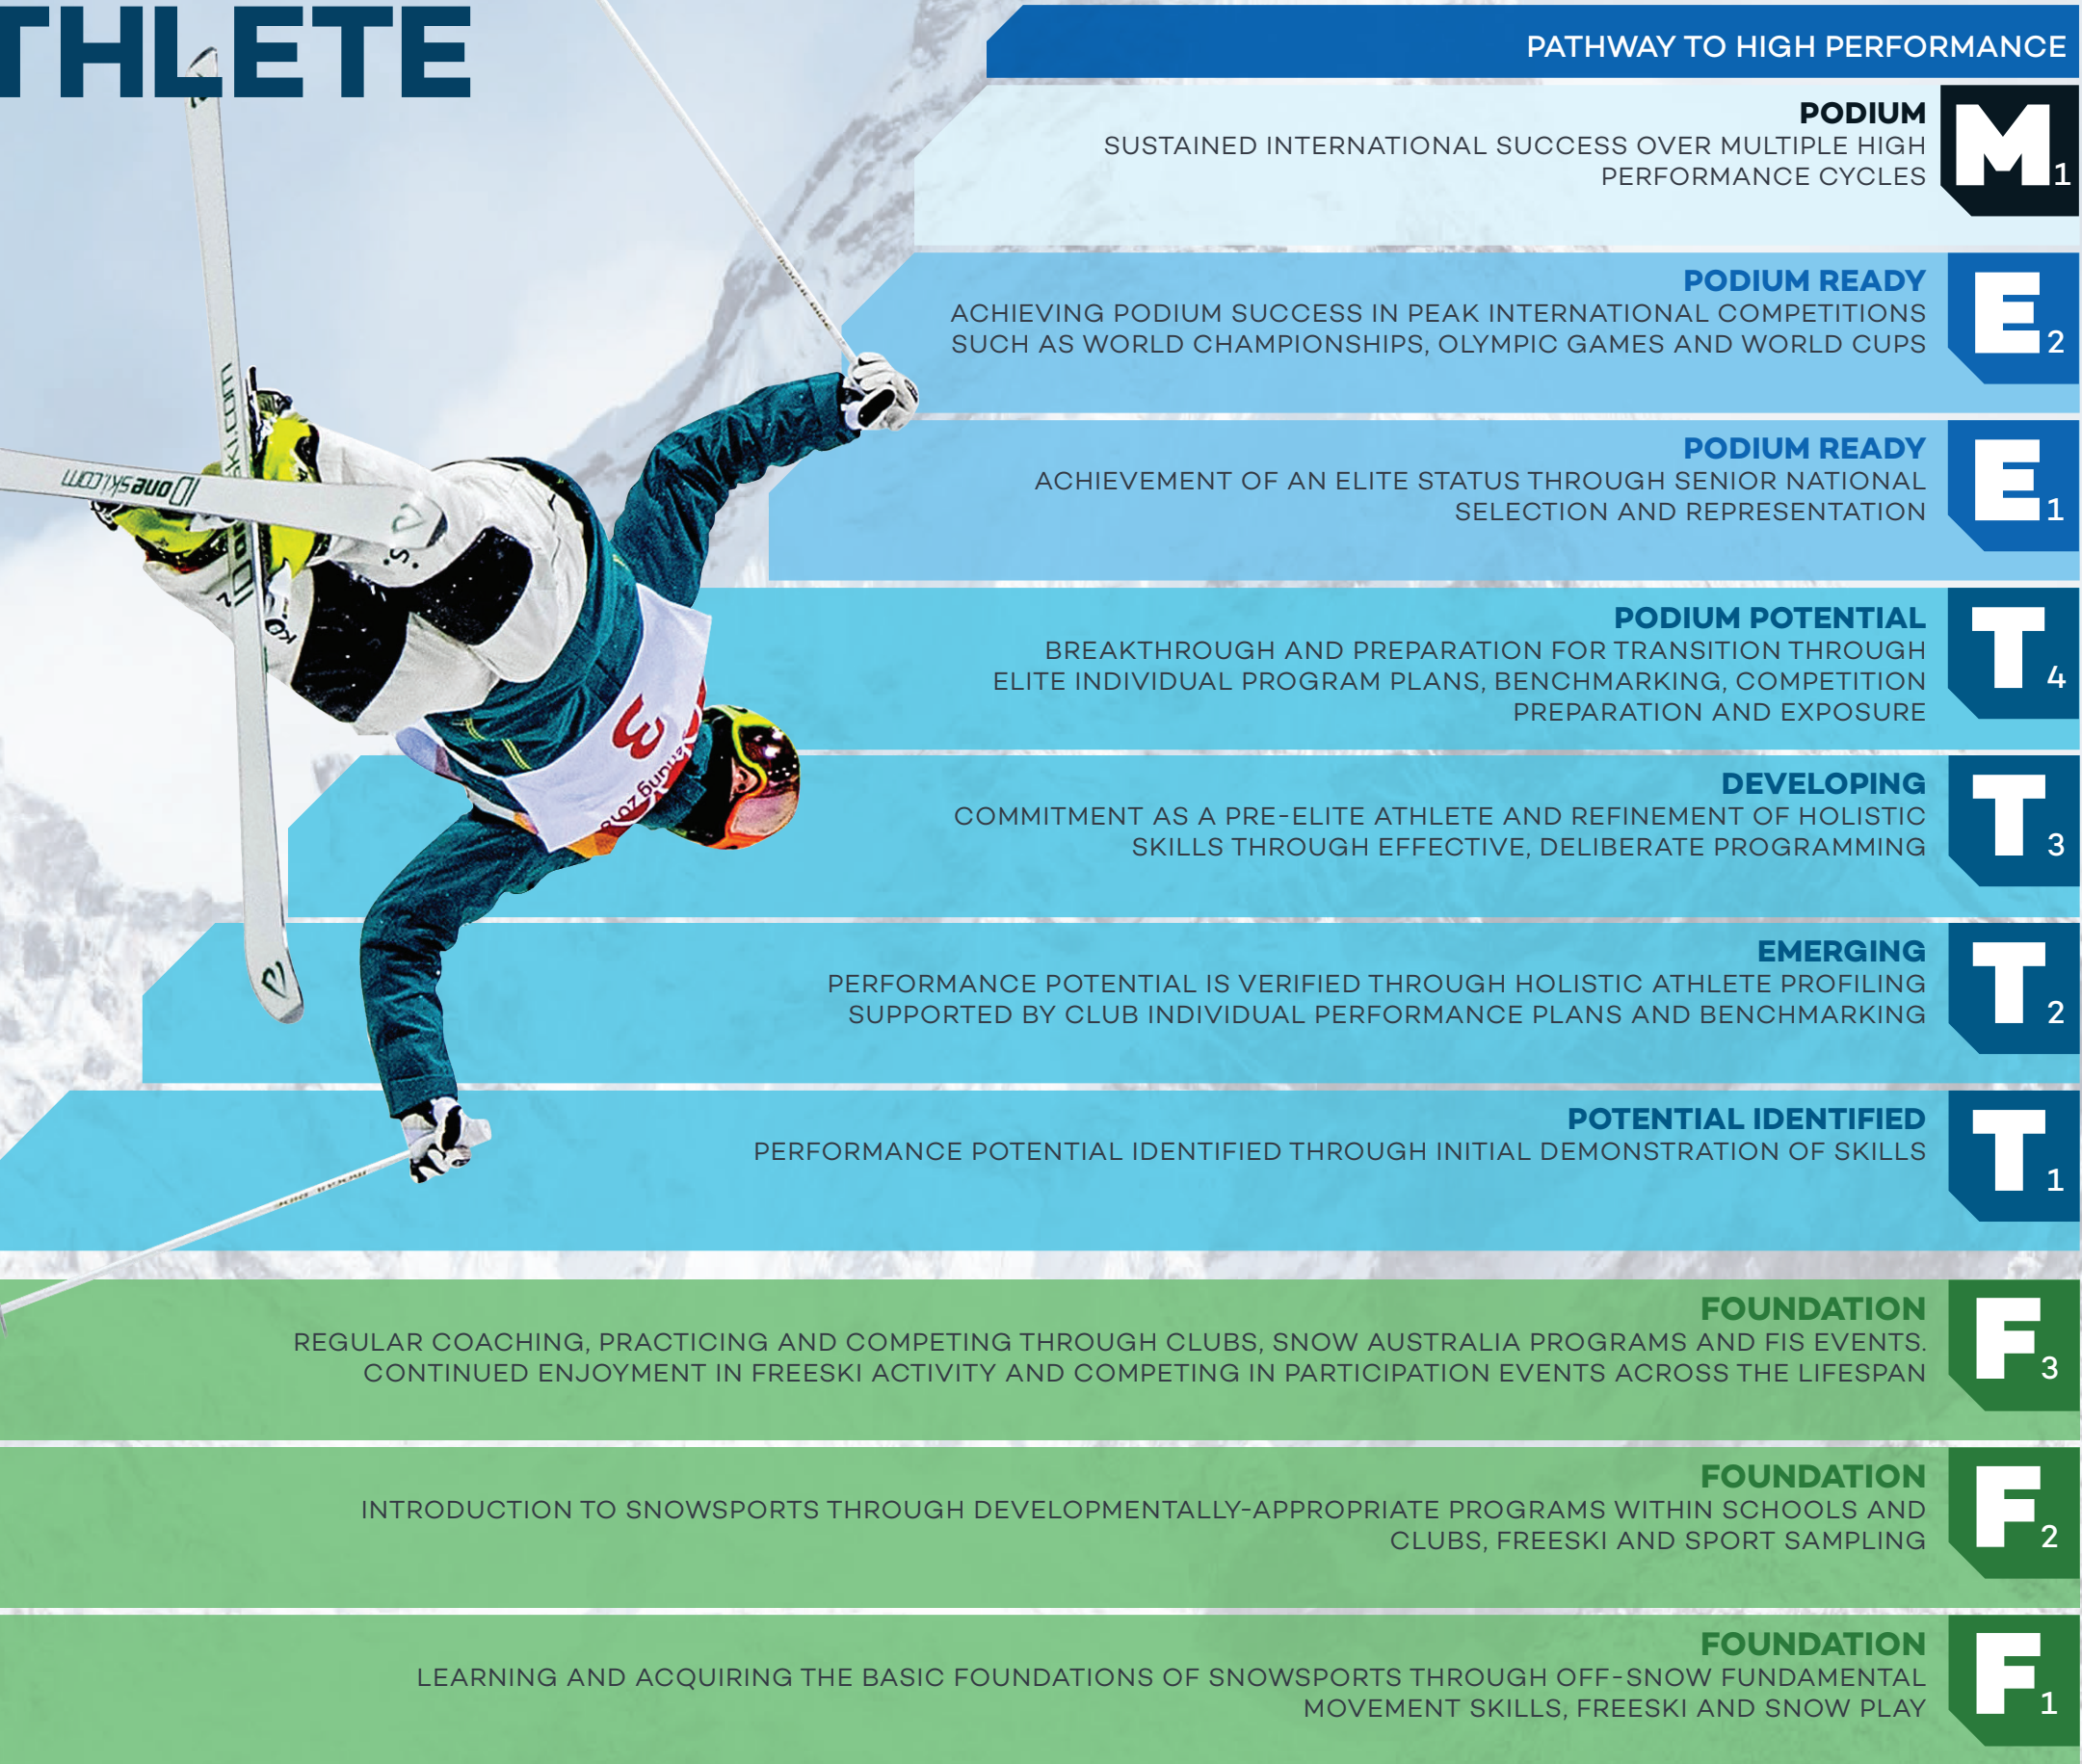 THLETE
PATHWAY TO HIGH PERFORMANCE
PODIUM
SUSTAINED INTERNATIONAL SUCCESS OVER MULTIPLE HIGH
PERFORMANCE CYCLES
M1
PODIUM READY
ACHIEVING PODIUM SUCCESS IN PEAK INTERNATIONAL COMPETITIONS
SUCH AS WORLD CHAMPIONSHIPS, OLYMPIC GAMES AND WORLD CUPS
E2
PODIUM READY
ACHIEVEMENT OF AN ELITE STATUS THROUGH SENIOR NATIONAL
SELECTION AND REPRESENTATION
E1
IDone ski.com
ski.com
PODIUM POTENTIAL
BREAKTHROUGH AND PREPARATION FOR TRANSITION THROUGH
ELITE INDIVIDUAL PROGRAM PLANS, BENCHMARKING, COMPETITION
PREPARATION AND EXPOSURE
T4
3
DEVELOPING
COMMITMENT AS A PRE-ELITE ATHLETE AND REFINEMENT OF HOLISTIC
SKILLS THROUGH EFFECTIVE, DELIBERATE PROGRAMMING
T3
EMERGING
PERFORMANCE POTENTIAL IS VERIFIED THROUGH HOLISTIC ATHLETE PROFILING
SUPPORTED BY CLUB INDIVIDUAL PERFORMANCE PLANS AND BENCHMARKING
T2
POTENTIAL IDENTIFIED
PERFORMANCE POTENTIAL IDENTIFIED THROUGH INITIAL DEMONSTRATION OF SKILLS
T1
FOUNDATION
REGULAR COACHING, PRACTICING AND COMPETING THROUGH CLUBS, SNOW AUSTRALIA PROGRAMS AND FIS EVENTS.
CONTINUED ENJOYMENT IN FREESKI ACTIVITY AND COMPETING IN PARTICIPATION EVENTS ACROSS THE LIFESPAN
F3
FOUNDATION
INTRODUCTION TO SNOWSPORTS THROUGH DEVELOPMENTALLY-APPROPRIATE PROGRAMS WITHIN SCHOOLS AND
CLUBS, FREESKI AND SPORT SAMPLING
F2
FOUNDATION
LEARNING AND ACQUIRING THE BASIC FOUNDATIONS OF SNOWSPORTS THROUGH OFF-SNOW FUNDAMENTAL
MOVEMENT SKILLS, FREESKI AND SNOW PLAY
F1